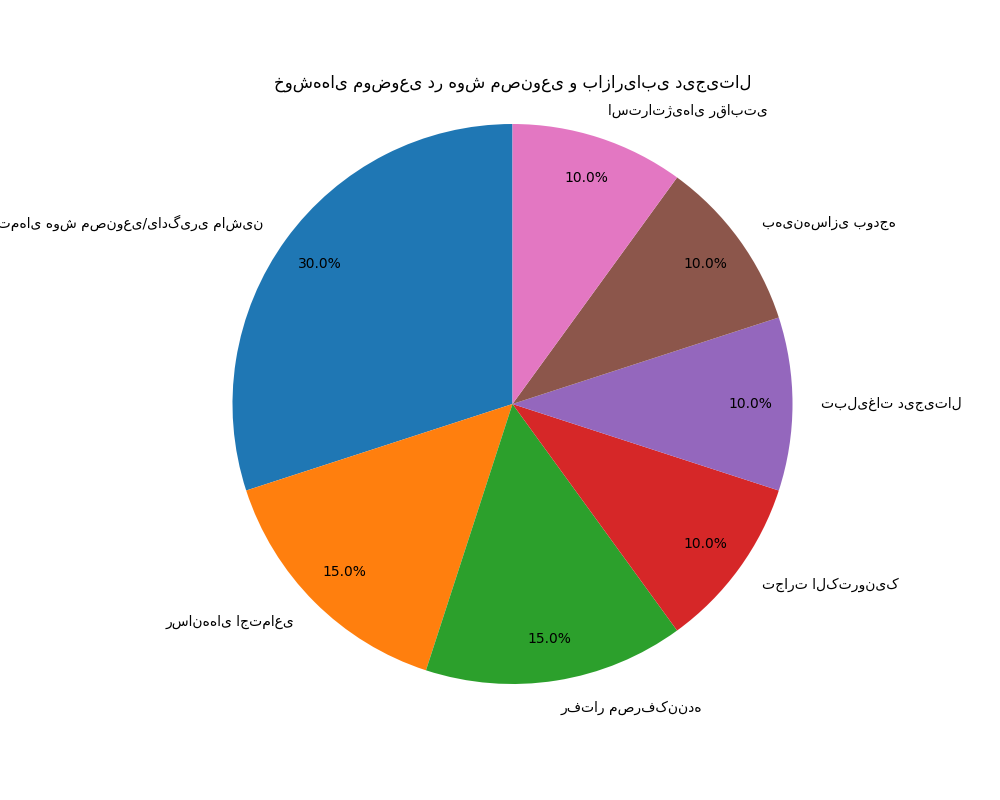 خوشه‌های موضوعی در هوش مصنوعی و بازاریابی دیجیتال
استراتژی‌های رقابتی
10.0%
هوش مصنوعی/یادگیری ماشین
30.0%
بهینه‌سازی بودجه
10.0%
تبلیغات دیجیتال
10.0%
تجارت الکترونیک
10.0%
رسانه‌های اجتماعی
15.0%
رفتار مصرف‌کننده
15.0%